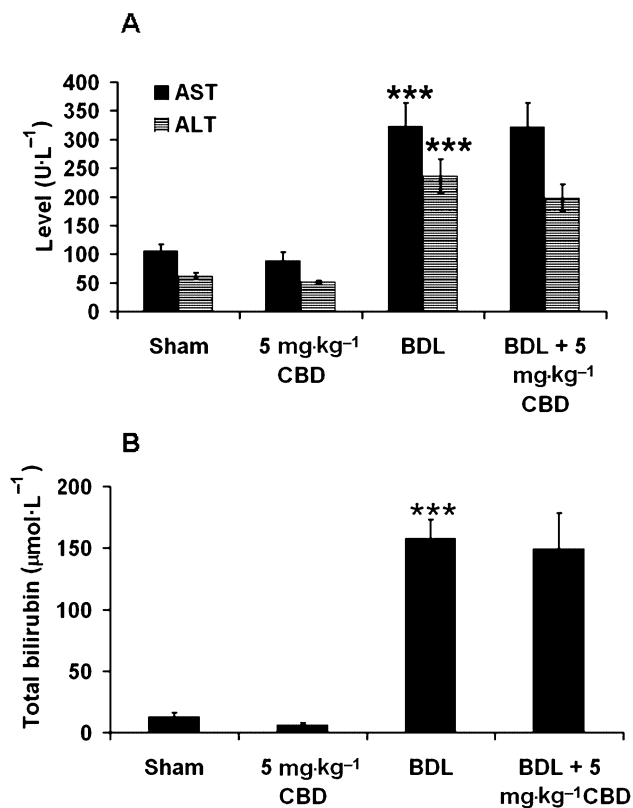 A
AST
ALT
Level (U·L⁻¹)
400
350
300
250
200
150
100
50
0
***
***
Sham
5 mg·kg⁻¹
CBD
BDL
BDL + 5
mg·kg⁻¹
CBD
B
Total bilirubin (μmol·L⁻¹)
200
150
100
50
0
***
Sham
5 mg·kg⁻¹
CBD
BDL
BDL + 5
mg·kg⁻¹CBD